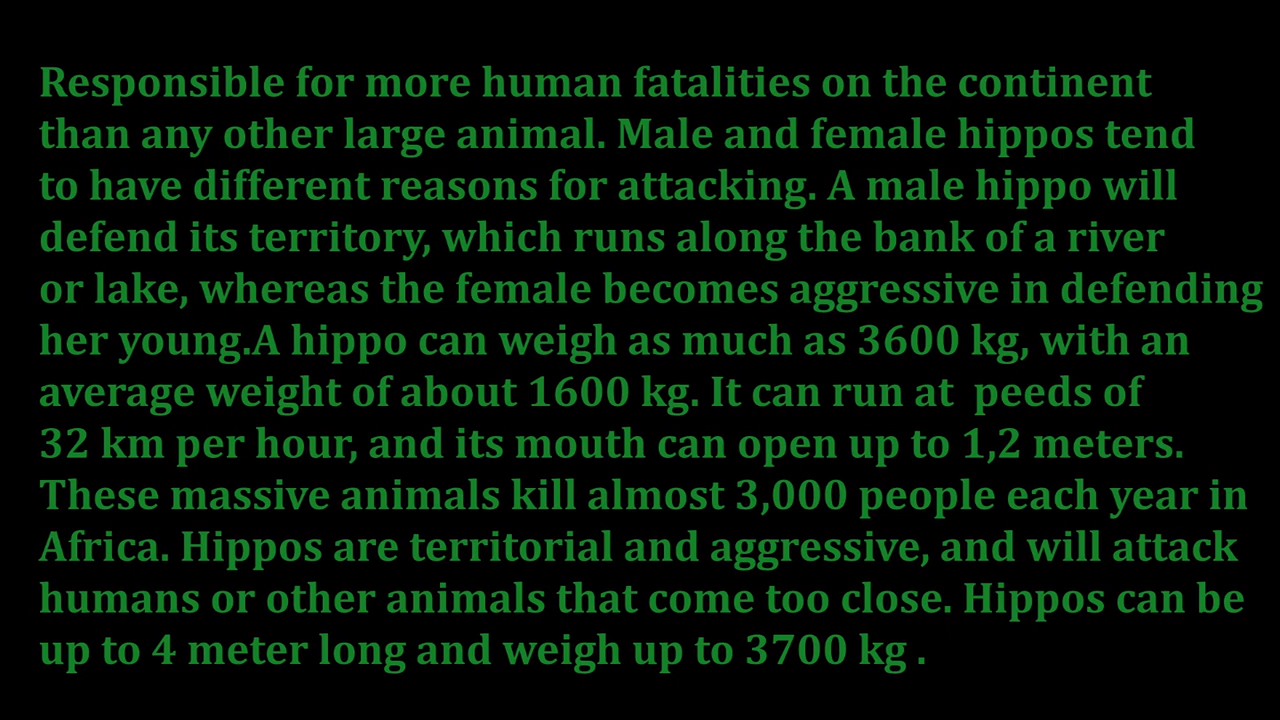 Responsible for more human fatalities on the continent
than any other large animal. Male and female hippos tend
to have different reasons for attacking. A male hippo will
defend its territory, which runs along the bank of a river
or lake, whereas the female becomes aggressive in defending
her young.A hippo can weigh as much as 3600 kg, with an
average weight of about 1600 kg. It can run at  peeds of
32 km per hour, and its mouth can open up to 1,2 meters.
These massive animals kill almost 3,000 people each year in
Africa. Hippos are territorial and aggressive, and will attack
humans or other animals that come too close. Hippos can be
up to 4 meter long and weigh up to 3700 kg .